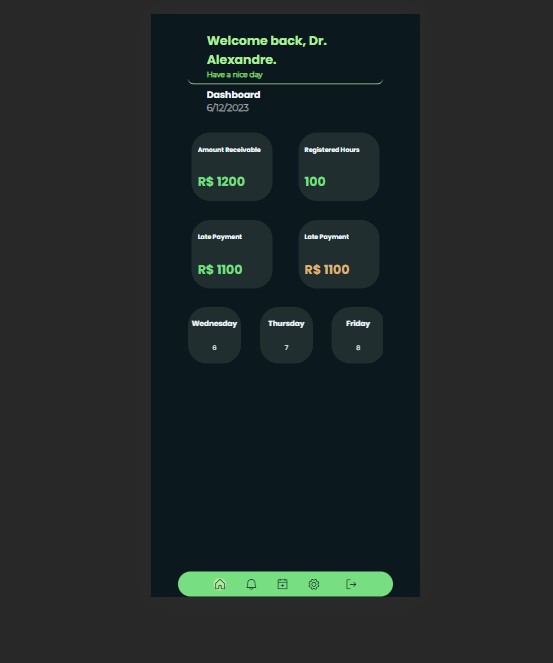 Welcome back, Dr.
Alexandre.
Have a nice day
Dashboard
6/12/2023
Amount Receivable
Registered Hours
R$ 1200
100
Late Payment
Late Payment
R$ 1100
R$ 1100
Wednesday
Thursday
Friday
6
7
8